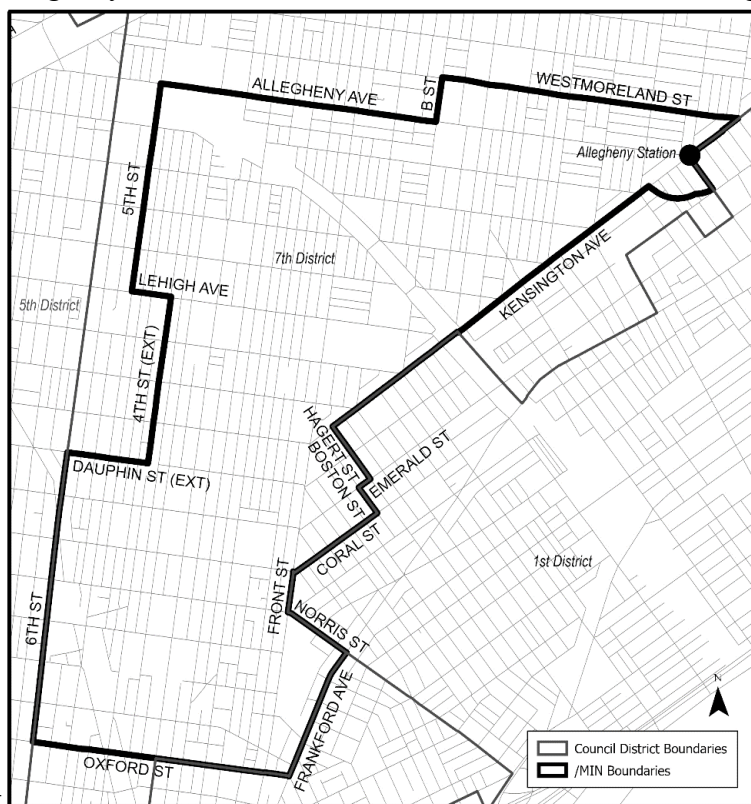 ALLEGHENY AVE
B ST
WESTMORELAND ST
Allegheny Station
5TH ST
7th District
LEHIGH AVE
KENSINGTON AVE
5th District
4TH ST (EXT)
HAGERT ST
BOSTON ST
EMERALD ST
DAUPHIN ST (EXT)
CORAL ST
1st District
FRONT ST
NORRIS ST
6TH ST
FRANKFORD AVE
OXFORD ST
N
Council District Boundaries
/MIN Boundaries